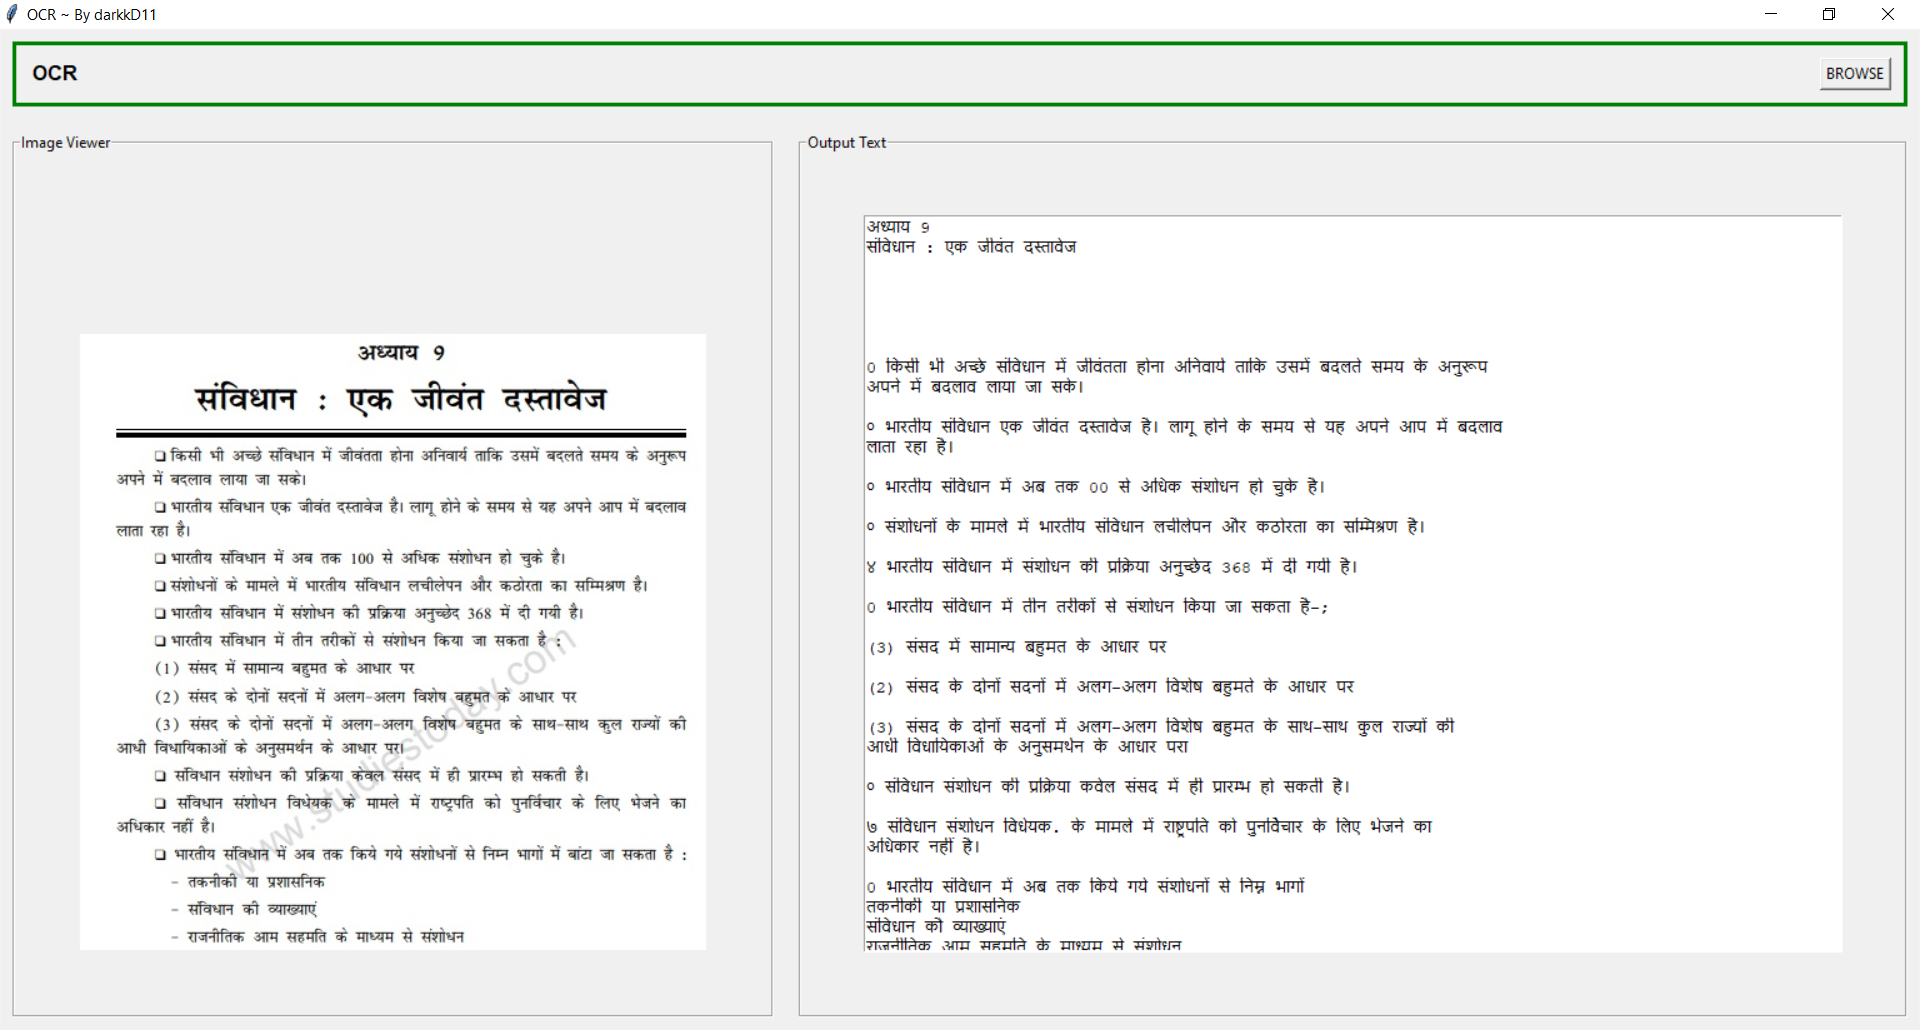 OCR ~ By darkkD11
OCR
BROWSE
Image Viewer
अध्याय 9
संविधान : एक जीवंत दस्तावेज
❑ किसी भी अच्छे संविधान में जीवंतता होना अनिवार्य ताकि उसमें बदलते समय के अनुरूप
अपने में बदलाव लाया जा सके।
❑ भारतीय संविधान एक जीवंत दस्तावेज है। लागू होने के समय से यह अपने आप में बदलाव
लाता रहा है।
❑ भारतीय संविधान में अब तक 100 से अधिक संशोधन हो चुके है।
❑ संशोधनों के मामले में भारतीय संविधान लचीलेपन और कठोरता का सम्मिश्रण है।
❑ भारतीय संविधान में संशोधन की प्रक्रिया अनुच्छेद 368 में दी गयी है।
❑ भारतीय संविधान में तीन तरीकों से संशोधन किया जा सकता है :
(1) संसद में सामान्य बहुमत के आधार पर
(2) संसद के दोनों सदनों में अलग-अलग विशेष बहुमत के आधार पर
(3) संसद के दोनों सदनों में अलग-अलग विशेष बहुमत के साथ-साथ कुल राज्यों की
आधी विधायिकाओं के अनुसमर्थन के आधार पर।
❑ संविधान संशोधन की प्रक्रिया केवल संसद में ही प्रारम्भ हो सकती है।
❑ संविधान संशोधन विधेयक के मामले में राष्ट्रपति को पुनर्विचार के लिए भेजने का
अधिकार नहीं है।
❑ भारतीय संविधान में अब तक किये गये संशोधनों से निम्न भागों में बांटा जा सकता है :
- तकनीकी या प्रशासनिक
- संविधान की व्याख्याएं
- राजनीतिक आम सहमति के माध्यम से संशोधन
www.studiestoday.com
Output Text
अध्याय 9
संविधान : एक जीवंत दस्तावेज
0 किसी भी अच्छे संविधान में जीवंतता होना अनिवार्य ताकि उसमें बदलते समय के अनुरूप
अपने में बदलाव लाया जा सके।
० भारतीय संविधान एक जीवंत दस्तावेज है। लागू होने के समय से यह अपने आप में बदलाव
लाता रहा है।
० भारतीय संविधान में अब तक 00 से अधिक संशोधन हो चुके है।
० संशोधनों के मामले में भारतीय संविधान लचीलेपन और कठोरता का सम्मिश्रण है।
४ भारतीय संविधान में संशोधन की प्रक्रिया अनुच्छेद 368 में दी गयी है।
0 भारतीय संविधान में तीन तरीकों से संशोधन किया जा सकता है-;
(3) संसद में सामान्य बहुमत के आधार पर
(2) संसद के दोनों सदनों में अलग-अलग विशेष बहुमते के आधार पर
(3) संसद के दोनों सदनों में अलग-अलग विशेष बहुमत के साथ-साथ कुल राज्यों की
आधी विधायिकाओं के अनुसमर्थन के आधार परा
० संविधान संशोधन की प्रक्रिया कवेल संसद में ही प्रारम्भ हो सकती है।
७ संविधान संशोधन विधेयक. के मामले में राष्ट्रपति को पुनर्विचार के लिए भेजने का
अधिकार नहीं है।
0 भारतीय संविधान में अब तक किये गये संशोधनों से निम्न भागों
तकनीकी या प्रशासनिक
संविधान की व्याख्याएं
राजनीतिक आम सहमति के माध्यम से संशोधन